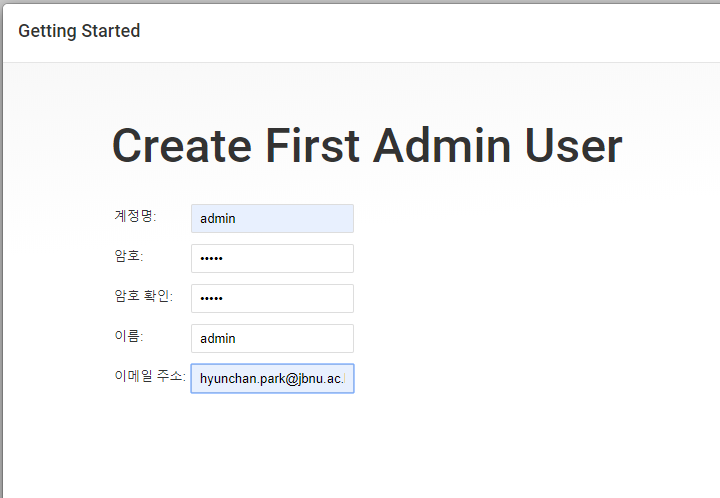 Getting Started
Create First Admin User
계정명: admin
암호: •••••
암호 확인: •••••
이름: admin
이메일 주소: hyunchan.park@jbnu.ac.